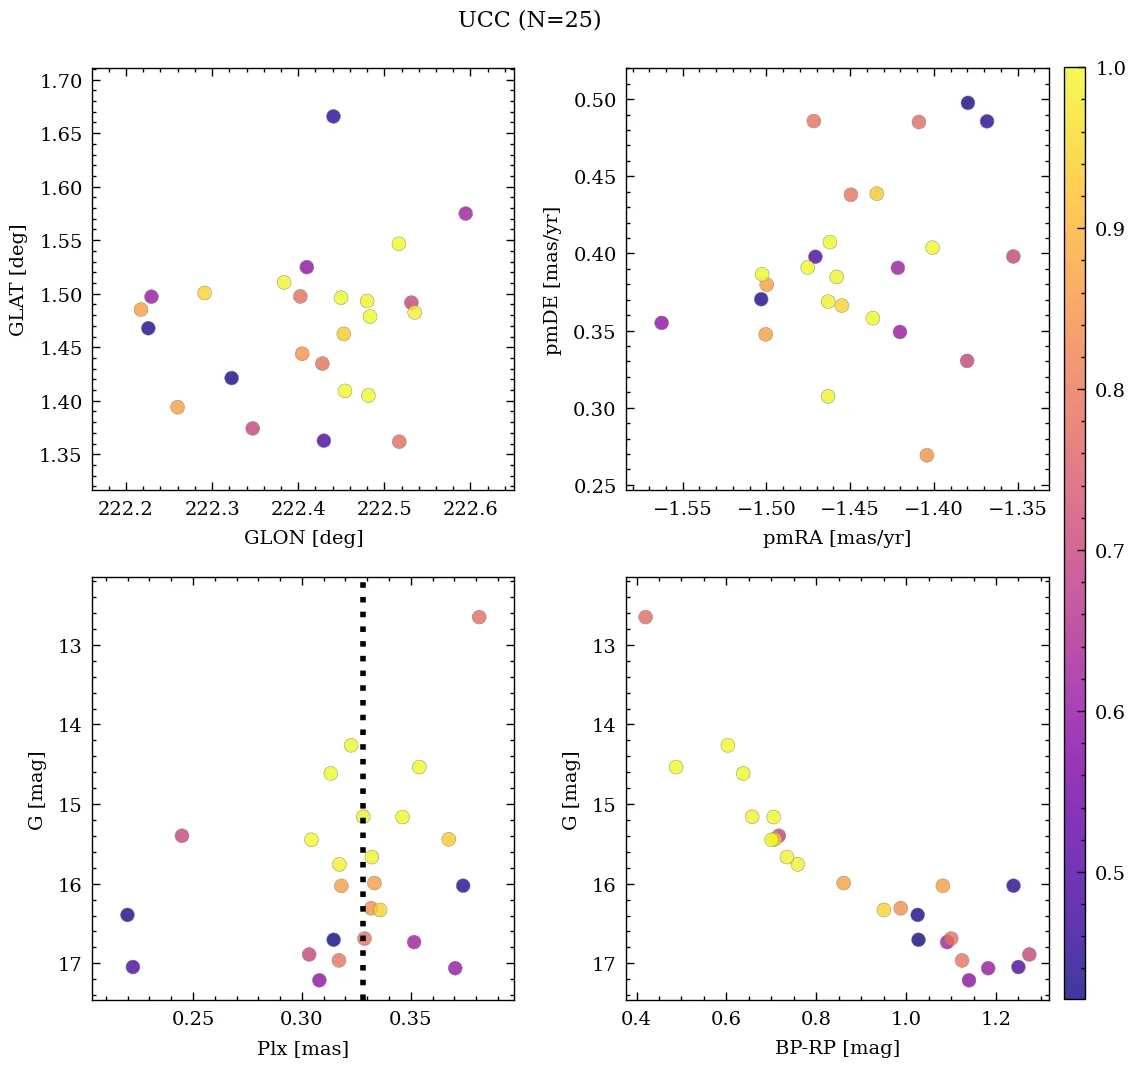 UCC (N=25)
1.70
1.65
1.60
1.55
1.50
1.45
1.40
1.35
GLAT [deg]
222.2 222.3 222.4 222.5 222.6
GLON [deg]
0.50
0.45
0.40
0.35
0.30
0.25
pmDE [mas/yr]
−1.55 −1.50 −1.45 −1.40 −1.35
pmRA [mas/yr]
13
14
15
16
17
G [mag]
0.25 0.30 0.35
Plx [mas]
13
14
15
16
17
G [mag]
0.4 0.6 0.8 1.0 1.2
BP-RP [mag]
1.0
0.9
0.8
0.7
0.6
0.5